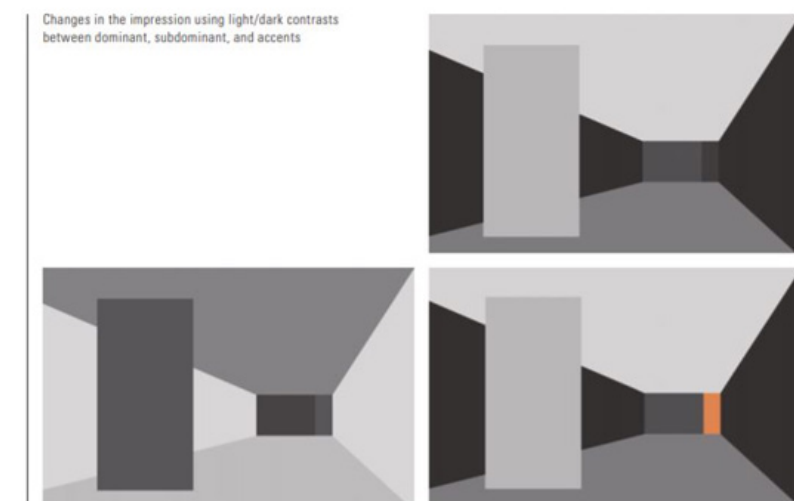 Changes in the impression using light/dark contrasts
between dominant, subdominant, and accents